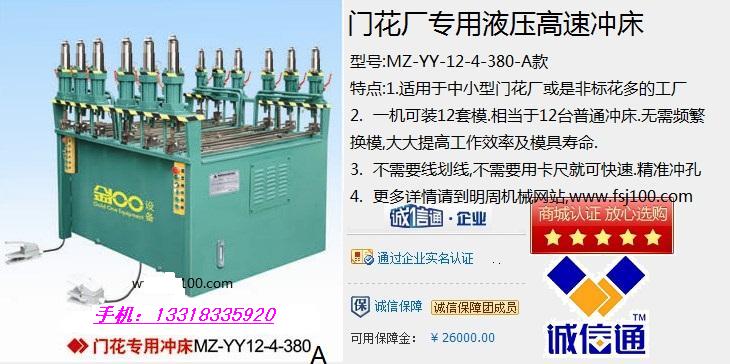 门花厂专用液压高速冲床
型号:MZ-YY-12-4-380-A款
特点:1.适用于中小型门花厂或是非标花多的工厂
2. 一机可装12套模.相当于12台普通冲床.无需频繁
换模,大大提高工作效率及模具寿命.
3. 不需要线划线,不需要用卡尺就可快速.精准冲孔
4. 更多详情请到明周机械网站,www.fsj100.com
诚信通·企业
商城认证 放心选购
通过企业实名认证
诚信保障 诚信保障团成员
可用保障金: ¥ 26000.00
诚信通
设备
Gold One Equipment
100.com
手机: 13318335920
门花专用冲床MZ-YY12-4-380 A